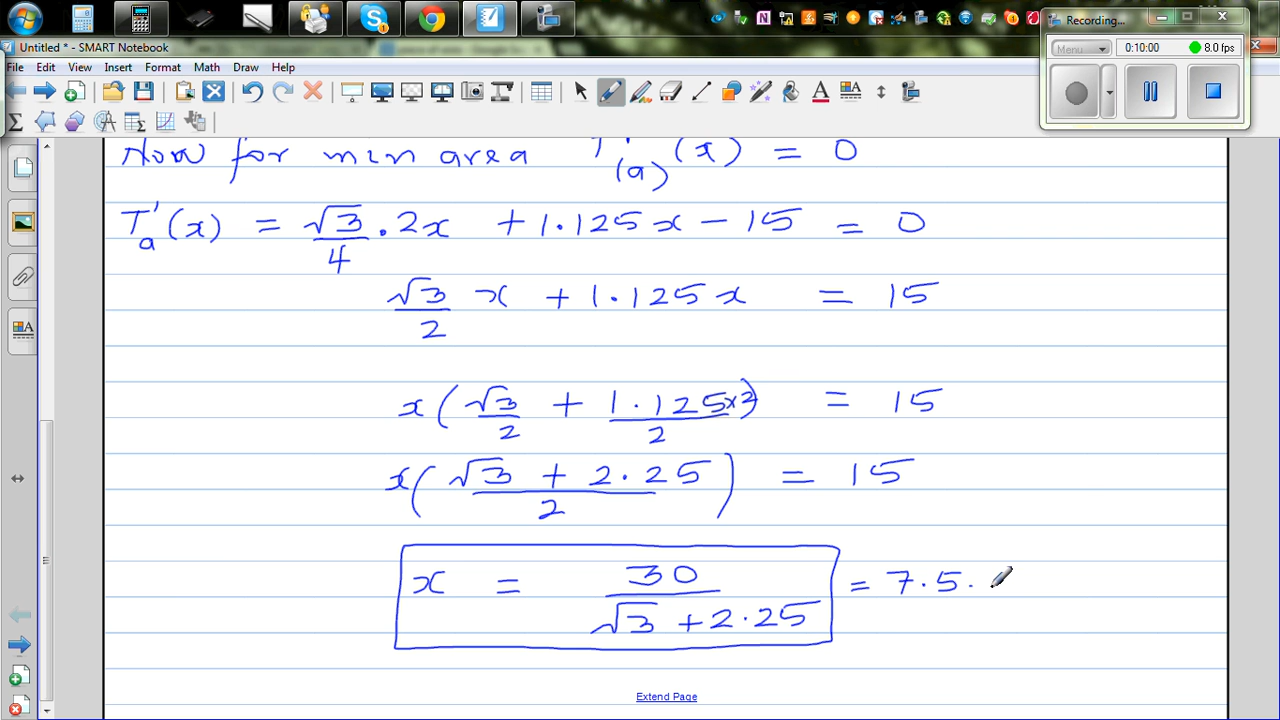 Recording...
Untitled * - SMART Notebook
Menu 0:10:00 8.0 fps
File Edit View Insert Format Math Draw Help
Now for min area T'(a)(x) = 0
Ta'(x) = √3/4 .2x + 1.125x - 15 = 0
√3/2 x + 1.125x = 15
x(√3/2 + 1.125x2/2) = 15
x(√3 + 2.25/2) = 15
x = 30/√3 + 2.25 = 7.5.
Extend Page